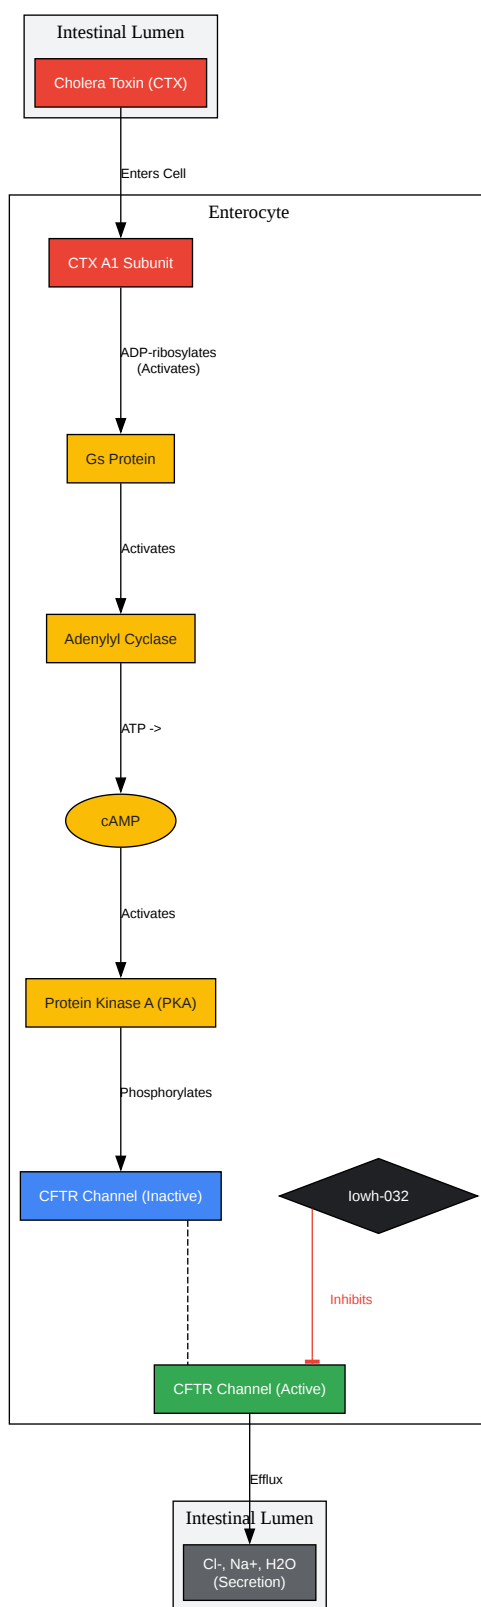 Intestinal Lumen
Cholera Toxin (CTX)
Enters Cell
Enterocyte
CTX A1 Subunit
ADP-ribosylates
(Activates)
Gs Protein
Activates
Adenylyl Cyclase
ATP ->
cAMP
Activates
Protein Kinase A (PKA)
Phosphorylates
CFTR Channel (Inactive)
Iowh-032
Inhibits
CFTR Channel (Active)
Efflux
Intestinal Lumen
Cl-, Na+, H2O
(Secretion)